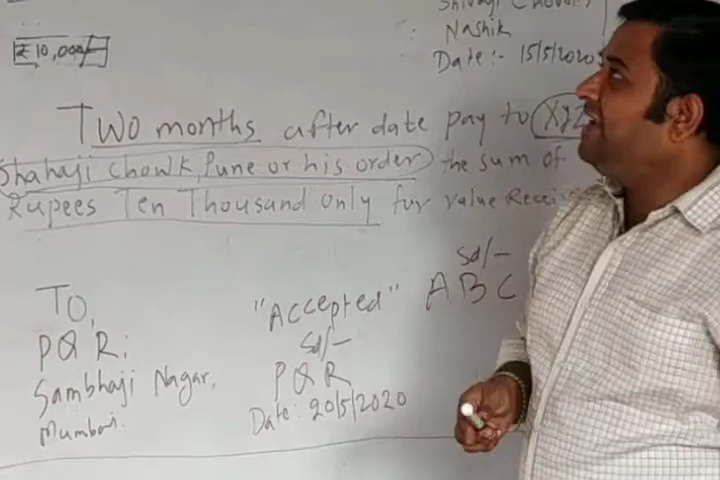 Shivaji Chowk,
₹10,000/-
Nashik
Date:- 15/5/2020
Two months after date pay to XYZ
Shahaji Chowk, Pune or his order the sum of
Rupees Ten Thousand Only for value
Sd/-
ABC
TO,
PQR.
Sambhaji Nagar,
Mumbai.
"Accepted"
Sd/-
PQR
Date: 20/5/2020